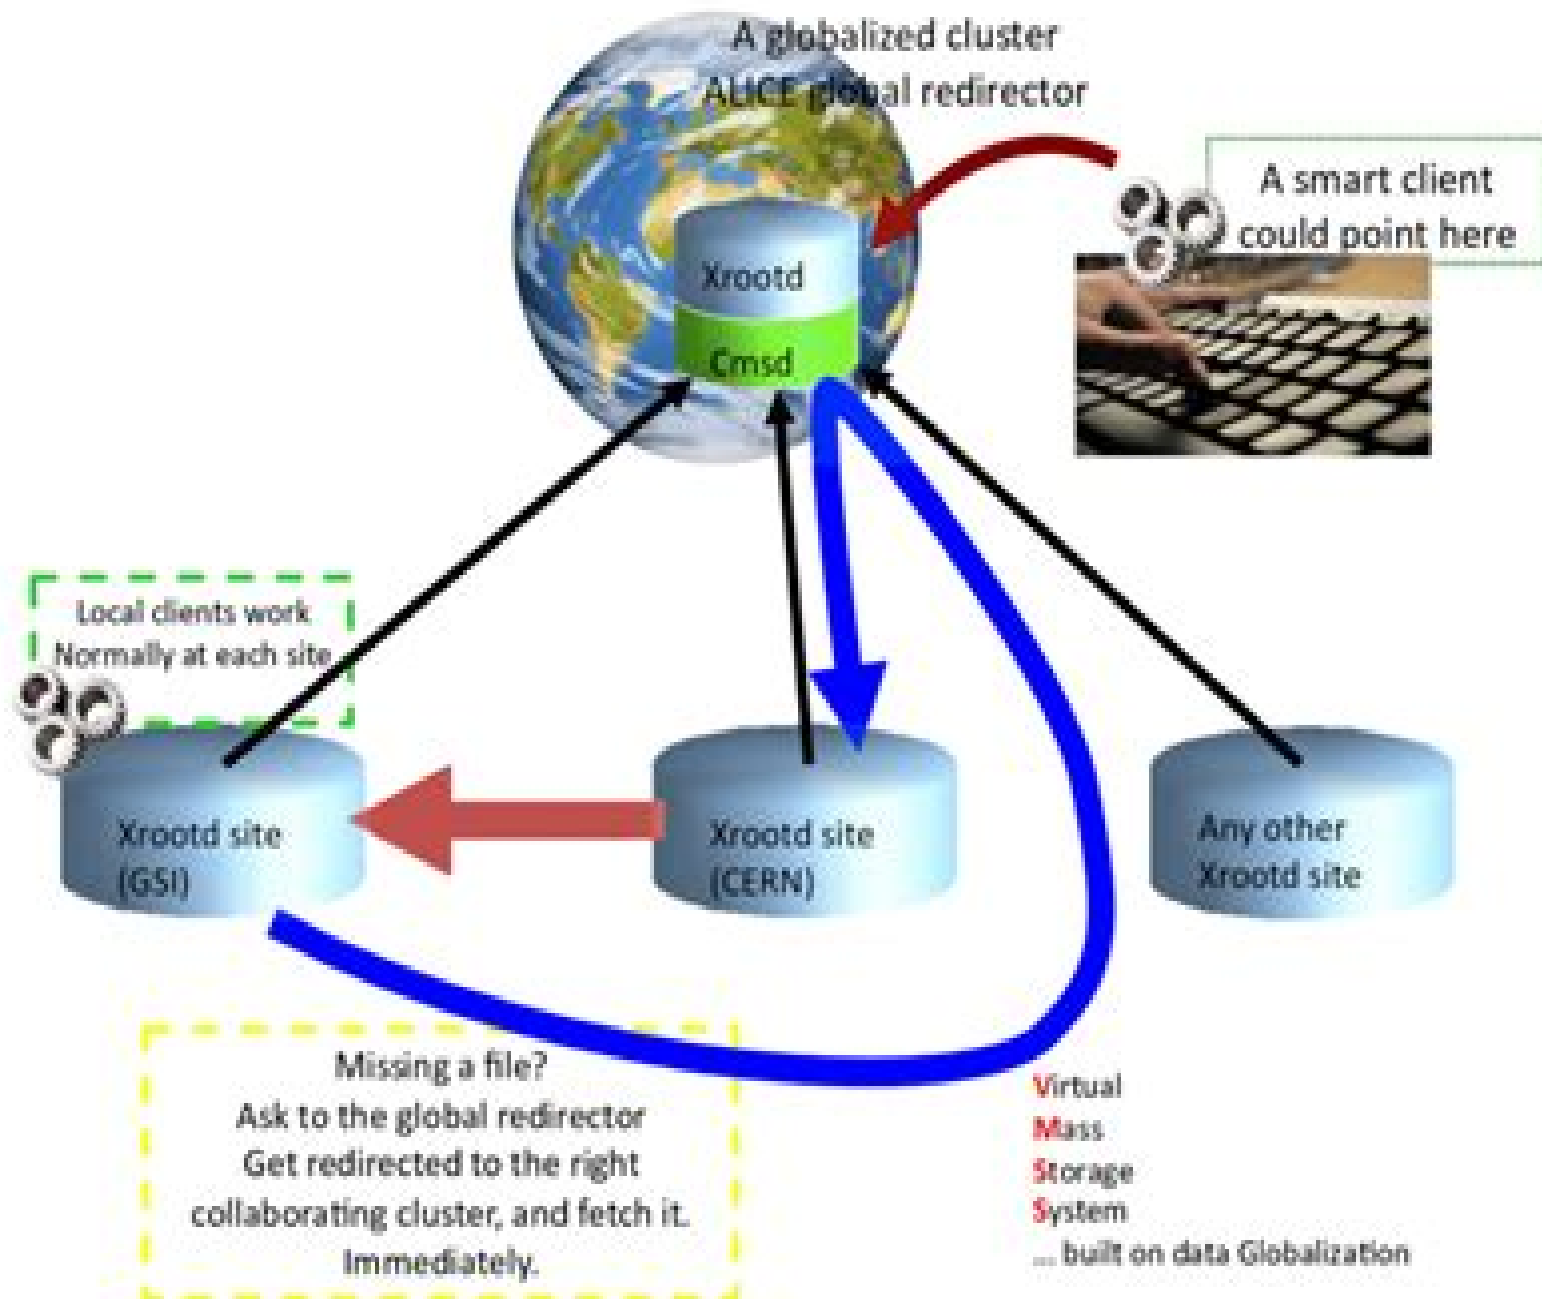 A globalized cluster
ALICE global redirector
A smart client
could point here
Xrootd
Cmsd
Local clients work
Normally at each site
Xrootd site
(GSI)
Xrootd site
(CERN)
Any other
Xrootd site
Missing a file?
Ask to the global redirector
Get redirected to the right
collaborating cluster, and fetch it.
Immediately.
Virtual
Mass
Storage
System
... built on data Globalization